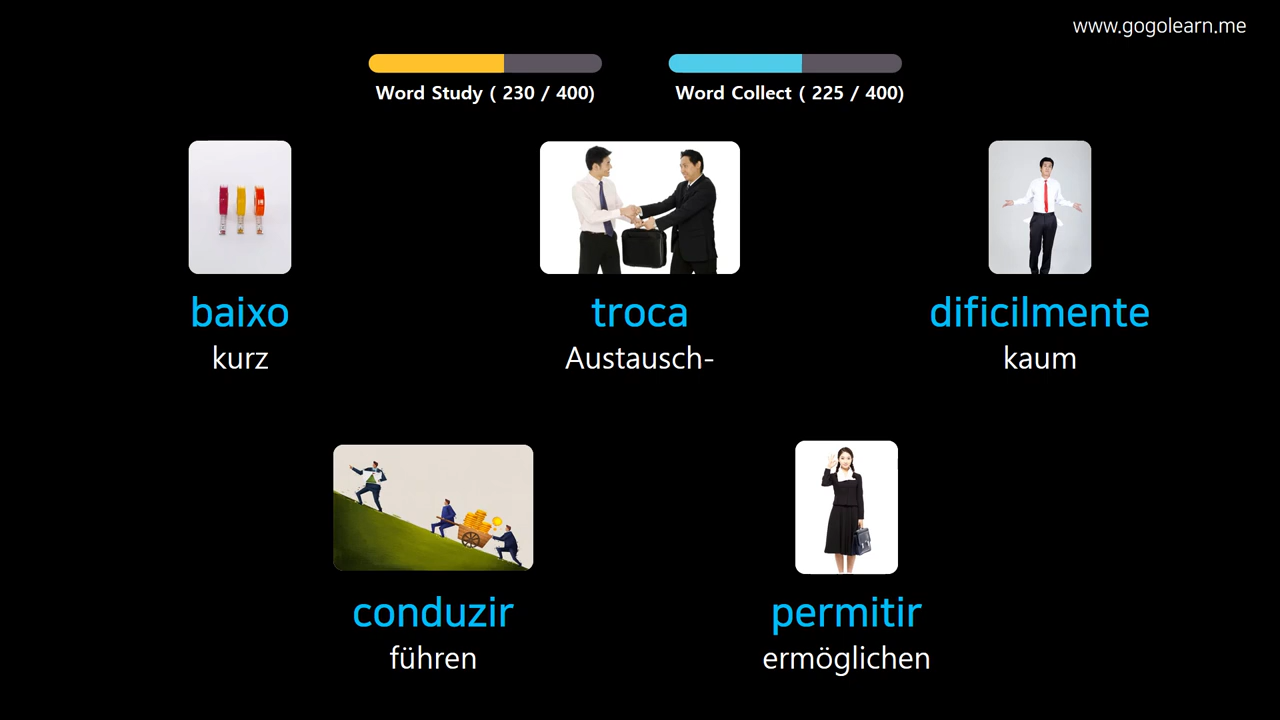 www.gogolearn.me
Word Study ( 230 / 400)
Word Collect ( 225 / 400)
baixo
kurz
troca
Austausch-
dificilmente
kaum
conduzir
führen
permitir
ermöglichen